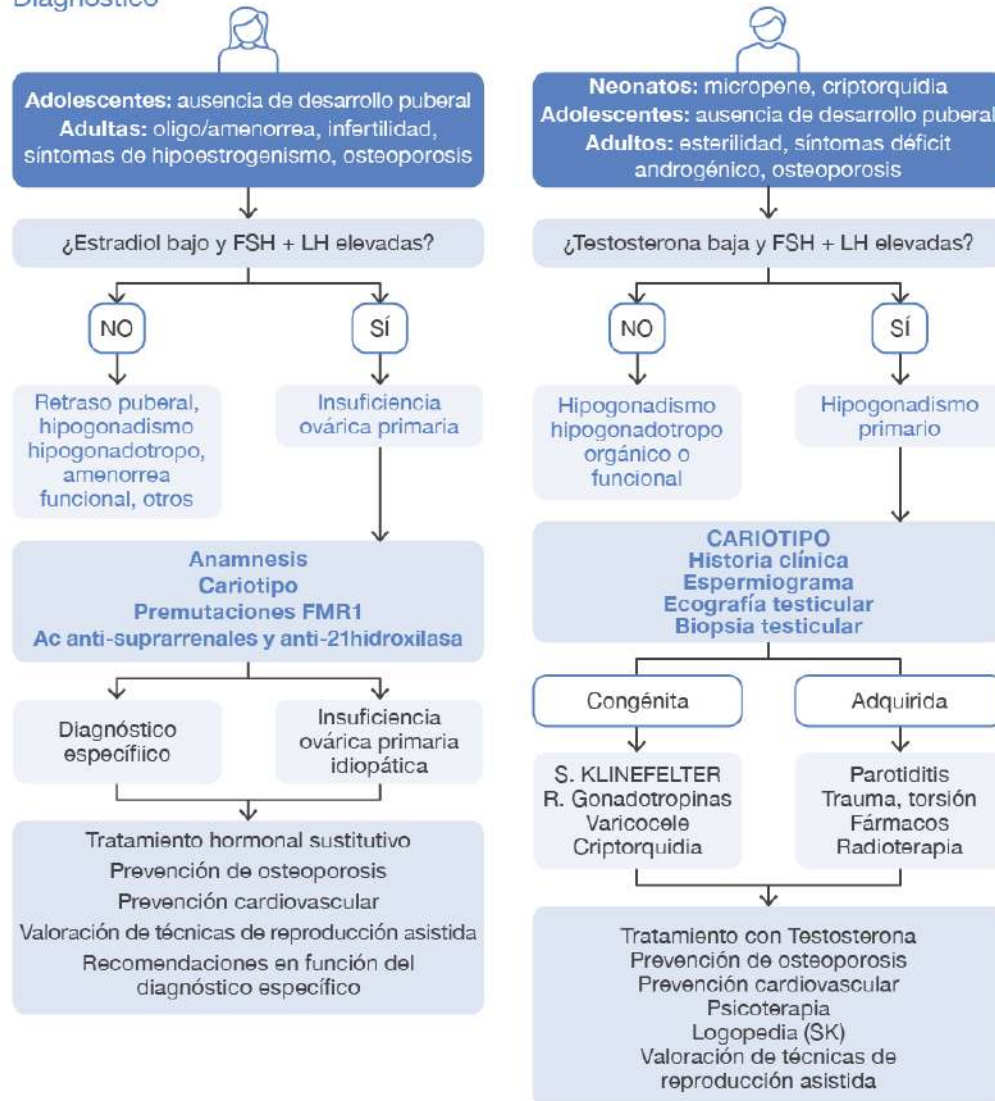 Diagnóstico
Adolescentes: ausencia de desarrollo puberal
Adultas: oligo/amenorrea, infertilidad,
síntomas de hipoestrogenismo, osteoporosis
¿Estradiol bajo y FSH + LH elevadas?
NO
SÍ
Retraso puberal,
hipogonadismo
hipogonadotropo,
amenorrea
funcional, otros
Insuficiencia
ovárica primaria
Anamnesis
Cariotipo
Premutaciones FMR1
Ac anti-suprarrenales y anti-21hidroxilasa
Diagnóstico
específiico
Insuficiencia
ovárica primaria
idiopática
Tratamiento hormonal sustitutivo
Prevención de osteoporosis
Prevención cardiovascular
Valoración de técnicas de reproducción asistida
Recomendaciones en función del
diagnóstico específico
Neonatos: micropene, criptorquidia
Adolescentes: ausencia de desarrollo puberal
Adultos: esterilidad, síntomas déficit
androgénico, osteoporosis
¿Testosterona baja y FSH + LH elevadas?
NO
SÍ
Hipogonadismo
hipogonadotropo
orgánico o
funcional
Hipogonadismo
primario
CARIOTIPO
Historia clínica
Espermiograma
Ecografía testicular
Biopsia testicular
Congénita
Adquirida
S. KLINEFELTER
R. Gonadotropinas
Varicocele
Criptorquidia
Parotiditis
Trauma, torsión
Fármacos
Radioterapia
Tratamiento con Testosterona
Prevención de osteoporosis
Prevención cardiovascular
Psicoterapia
Logopedia (SK)
Valoración de técnicas de
reproducción asistida